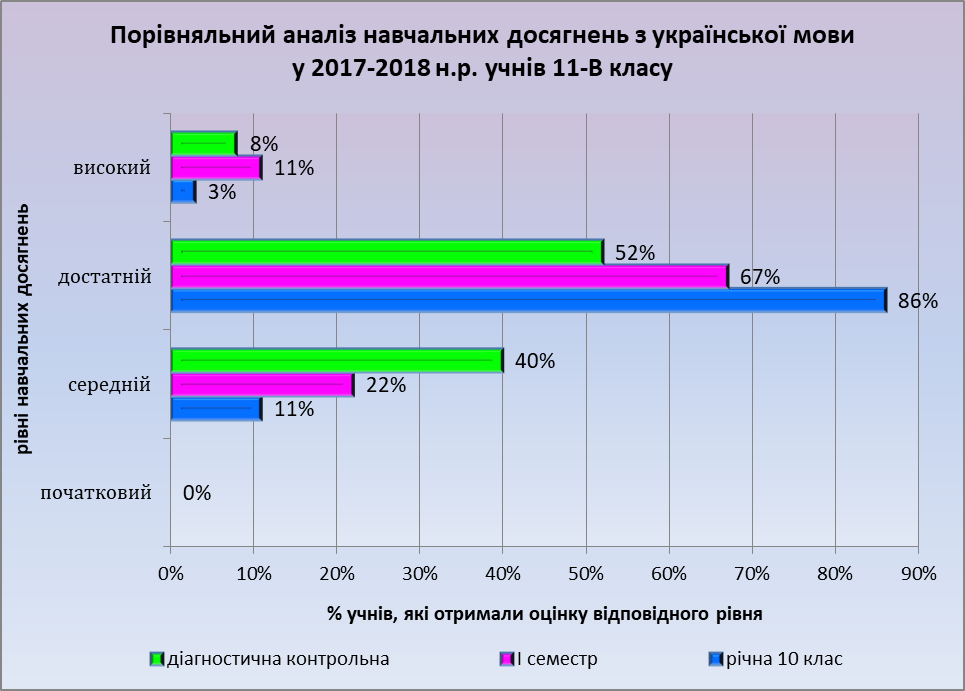 Порівняльний аналіз навчальних досягнень з української мови
у 2017-2018 н.р. учнів 11-В класу
рівні навчальних досягнень
високий
8%
11%
3%
достатній
52%
67%
86%
середній
40%
22%
11%
початковий
0%
0% 10% 20% 30% 40% 50% 60% 70% 80% 90%
% учнів, які отримали оцінку відповідного рівня
діагностична контрольна І семестр річна 10 клас